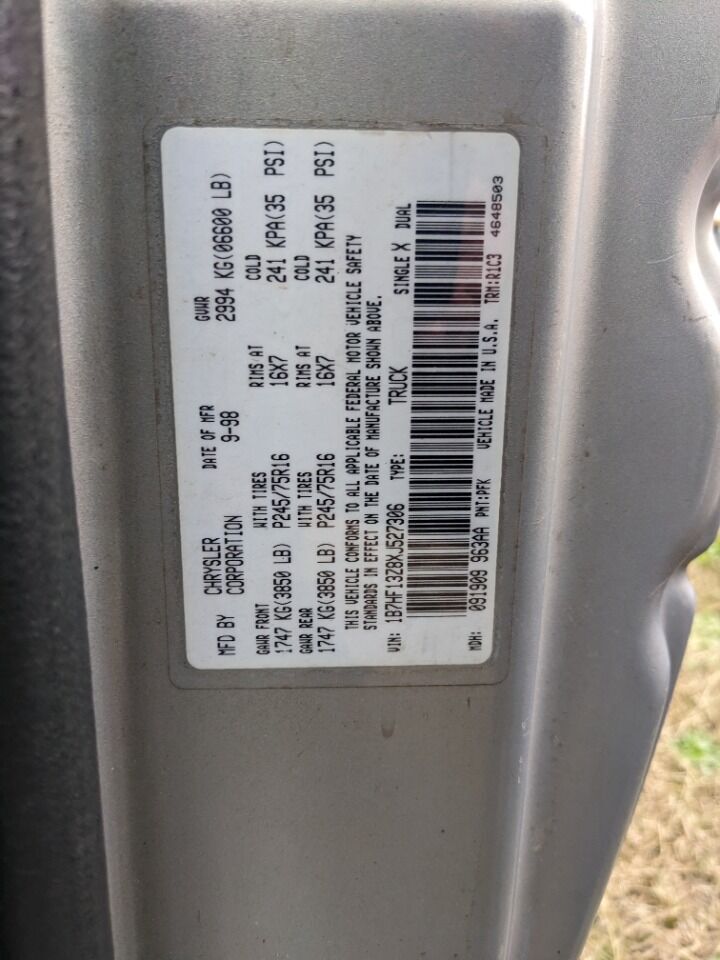 MFD BY CHRYSLER CORPORATION DATE OF MFR 9-98 GVWR 2994 KG(06600 LB)
GAWR FRONT WITH TIRES RIMS AT COLD
1747 KG(3850 LB) P245/75R16 16X7 241 KPA(35 PSI)
GAWR REAR WITH TIRES RIMS AT COLD
1747 KG(3850 LB) P245/75R16 16X7 241 KPA(35 PSI)
THIS VEHICLE CONFORMS TO ALL APPLICABLE FEDERAL MOTOR VEHICLE SAFETY
STANDARDS IN EFFECT ON THE DATE OF MANUFACTURE SHOWN ABOVE.
VIN: 1B7HF13Z8XJ527306 TYPE: TRUCK SINGLE X DUAL
MDH: 091909 963AA PNT:PFK VEHICLE MADE IN U.S.A. TRM:R1C3 4648503